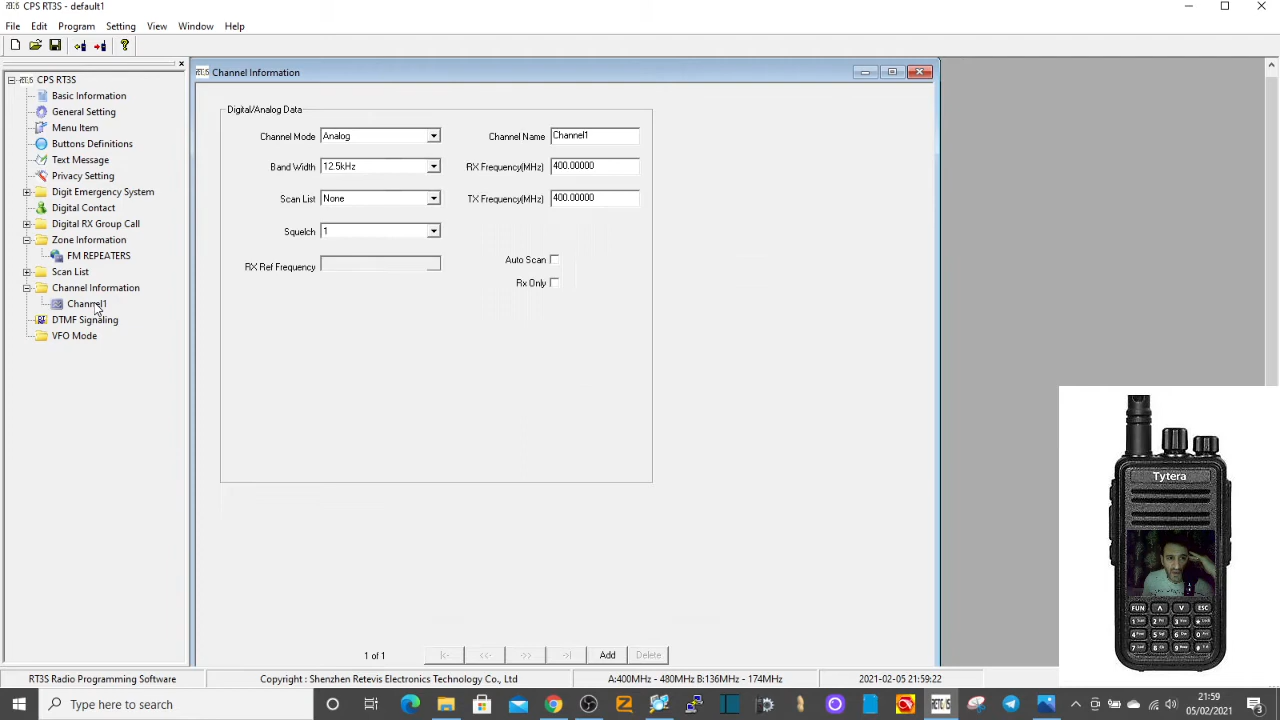 CPS RT3S - default1
File Edit Program Setting View Window Help
CPS RT3S
Basic Information
General Setting
Menu Item
Buttons Definitions
Text Message
Privacy Setting
Digit Emergency System
Digital Contact
Digital RX Group Call
Zone Information
FM REPEATERS
Scan List
Channel Information
Channel1
DTMF Signaling
VFO Mode
Channel Information
Digital/Analog Data
Channel Mode Analog Channel Name Channel1
Band Width 12.5kHz RX Frequency(MHz) 400.00000
Scan List None TX Frequency(MHz) 400.00000
Squelch 1
RX Ref Frequency
Auto Scan
Rx Only
1 of 1 |<- << >> ->| Add Delete
Tytera
FUN ESC
RT3S Radio Programming Software Copyright : Shenzhen Retevis Electronics Technology Co., Ltd A:400MHz - 480MHz B:136MHz - 174MHz 2021-02-05 21:59:22
Type here to search
21:59
05/02/2021